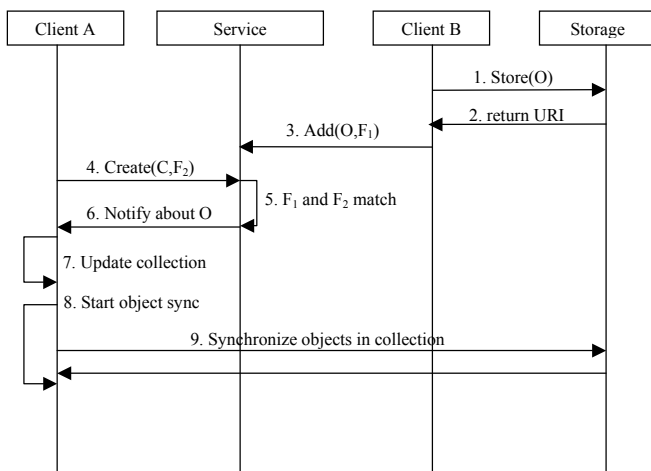 Client A
Service
Client B
Storage
1. Store(O)
2. return URI
3. Add(O,F₁)
4. Create(C,F₂)
5. F₁ and F₂ match
6. Notify about O
7. Update collection
8. Start object sync
9. Synchronize objects in collection